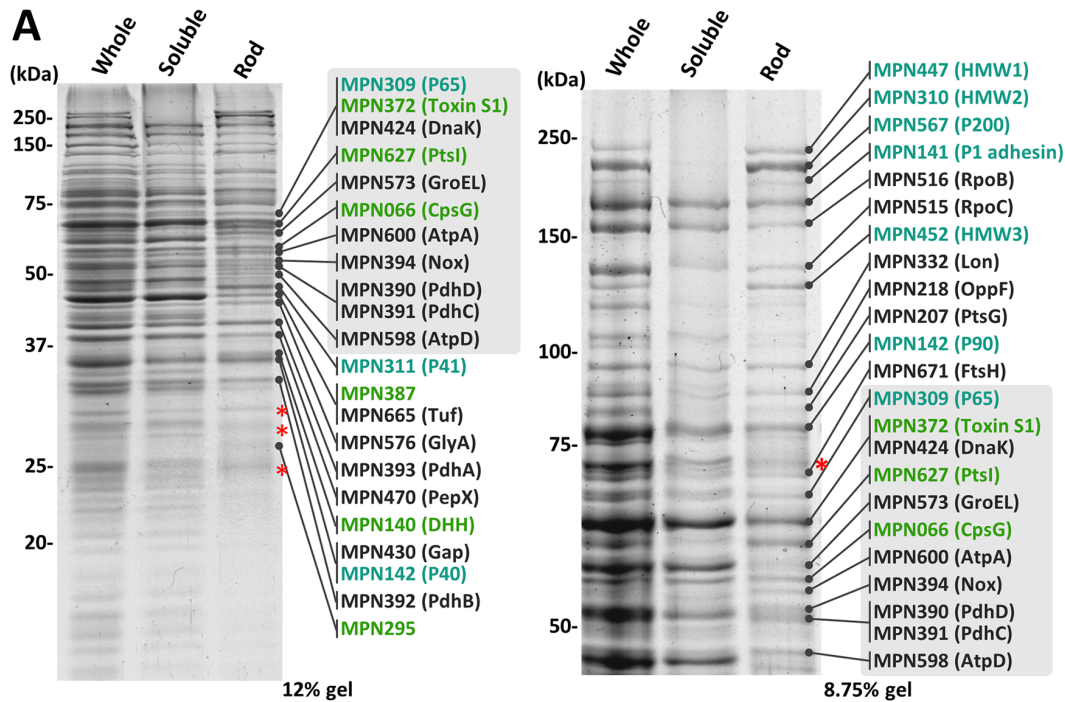 A
Whole
Soluble
Rod
(kDa)
250-
150-
75-
50-
37-
25-
20-
MPN309 (P65)
MPN372 (Toxin S1)
MPN424 (DnaK)
MPN627 (PtsI)
MPN573 (GroEL)
MPN066 (CpsG)
MPN600 (AtpA)
MPN394 (Nox)
MPN390 (PdhD)
MPN391 (PdhC)
MPN598 (AtpD)
MPN311 (P41)
MPN387
MPN665 (Tuf)
MPN576 (GlyA)
MPN393 (PdhA)
MPN470 (PepX)
MPN140 (DHH)
MPN430 (Gap)
MPN142 (P40)
MPN392 (PdhB)
MPN295
*
*
*
12% gel
Whole
Soluble
Rod
(kDa)
250-
150-
100-
75-
50-
MPN447 (HMW1)
MPN310 (HMW2)
MPN567 (P200)
MPN141 (P1 adhesin)
MPN516 (RpoB)
MPN515 (RpoC)
MPN452 (HMW3)
MPN332 (Lon)
MPN218 (OppF)
MPN207 (PtsG)
MPN142 (P90)
MPN671 (FtsH)
MPN309 (P65)
MPN372 (Toxin S1)
MPN424 (DnaK)
MPN627 (PtsI)
MPN573 (GroEL)
MPN066 (CpsG)
MPN600 (AtpA)
MPN394 (Nox)
MPN390 (PdhD)
MPN391 (PdhC)
MPN598 (AtpD)
*
8.75% gel